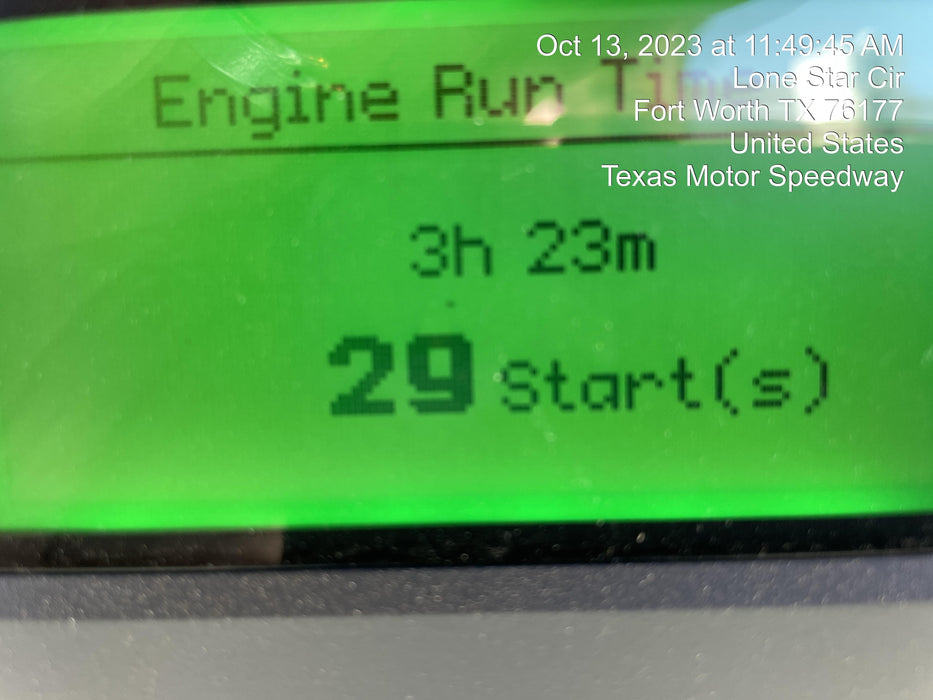 Oct 13, 2023 at 11:49:45 AM
Lone Star Cir
Fort Worth TX 76177
United States
Texas Motor Speedway
Engine Run Time
3h 23m
29 Start(s)